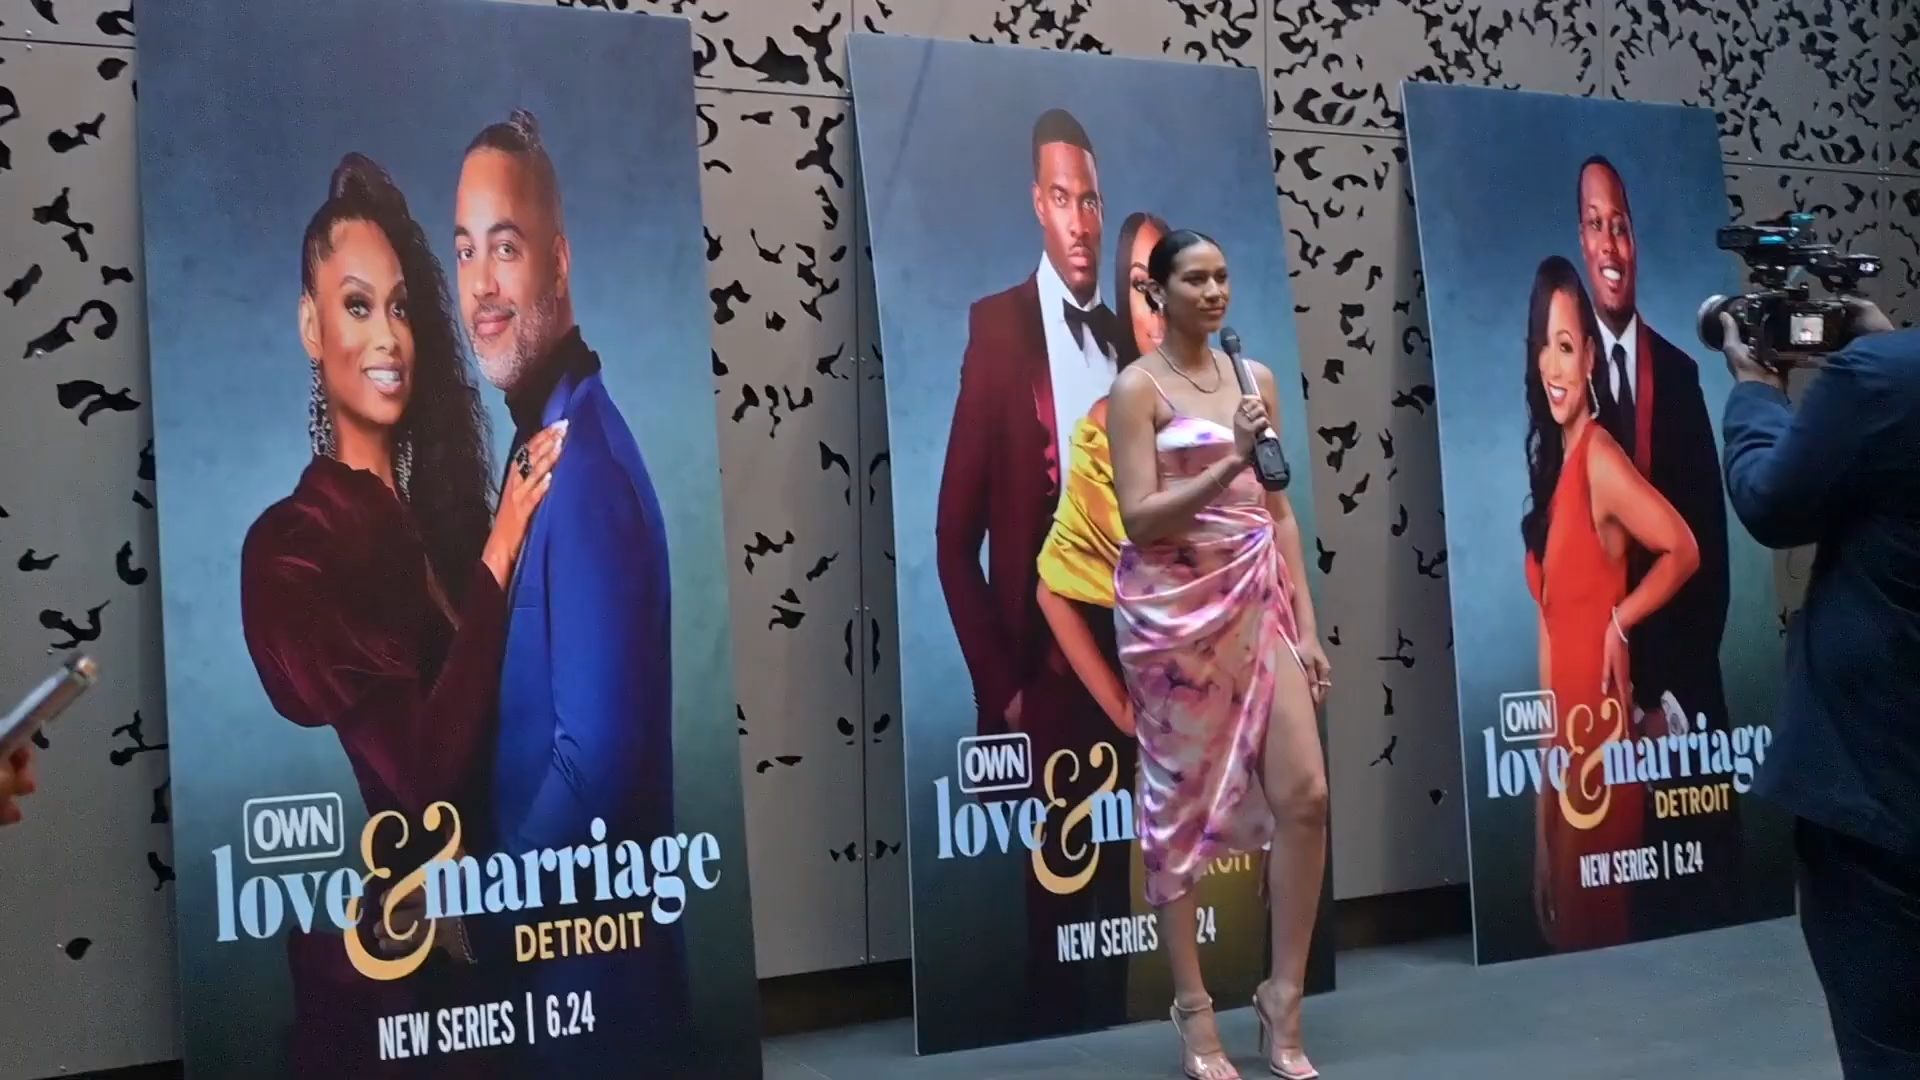 OWN
love & marriage
DETROIT
NEW SERIES | 6.24
OWN
love & m
NEW SERIES
24
OWN
love & marriage
DETROIT
NEW SERIES | 6.24